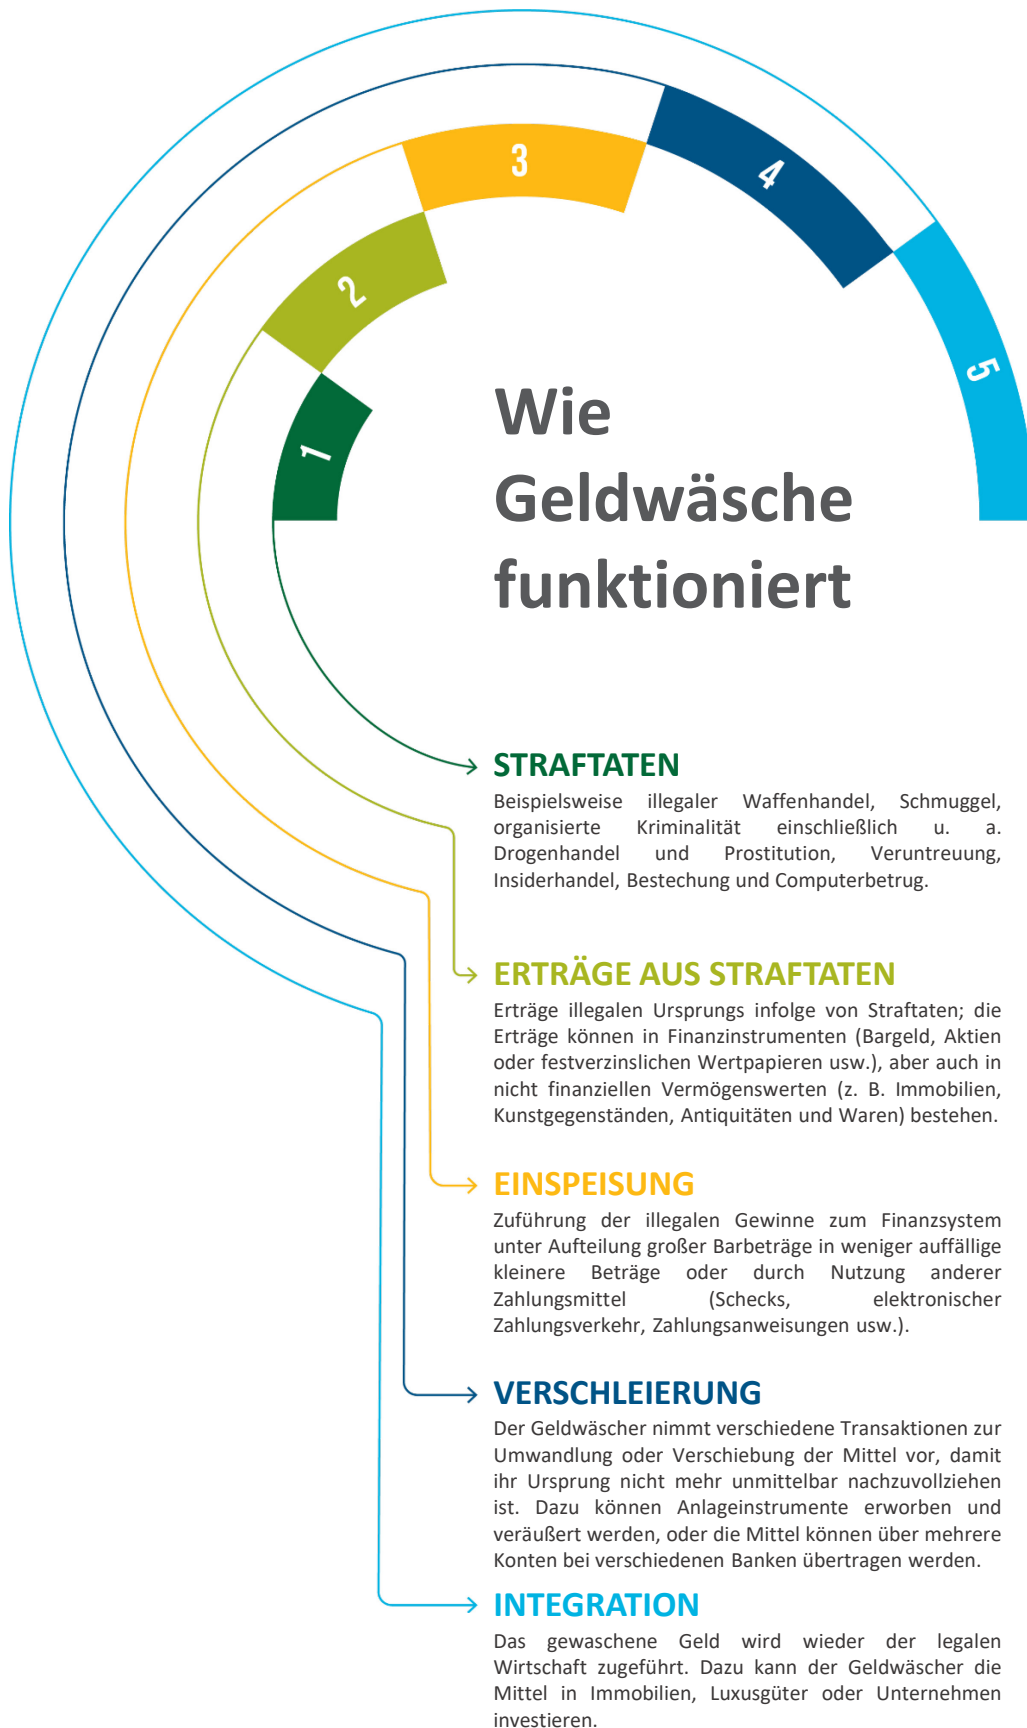 3
4
2
5
1
Wie
Geldwäsche
funktioniert
STRAFTATEN
Beispielsweise illegaler Waffenhandel, Schmuggel,
organisierte Kriminalität einschließlich u. a.
Drogenhandel und Prostitution, Veruntreuung,
Insiderhandel, Bestechung und Computerbetrug.
ERTRÄGE AUS STRAFTATEN
Erträge illegalen Ursprungs infolge von Straftaten; die
Erträge können in Finanzinstrumenten (Bargeld, Aktien
oder festverzinslichen Wertpapieren usw.), aber auch in
nicht finanziellen Vermögenswerten (z. B. Immobilien,
Kunstgegenständen, Antiquitäten und Waren) bestehen.
EINSPEISUNG
Zuführung der illegalen Gewinne zum Finanzsystem
unter Aufteilung großer Barbeträge in weniger auffällige
kleinere Beträge oder durch Nutzung anderer
Zahlungsmittel (Schecks, elektronischer
Zahlungsverkehr, Zahlungsanweisungen usw.).
VERSCHLEIERUNG
Der Geldwäscher nimmt verschiedene Transaktionen zur
Umwandlung oder Verschiebung der Mittel vor, damit
ihr Ursprung nicht mehr unmittelbar nachzuvollziehen
ist. Dazu können Anlageinstrumente erworben und
veräußert werden, oder die Mittel können über mehrere
Konten bei verschiedenen Banken übertragen werden.
INTEGRATION
Das gewaschene Geld wird wieder der legalen
Wirtschaft zugeführt. Dazu kann der Geldwäscher die
Mittel in Immobilien, Luxusgüter oder Unternehmen
investieren.